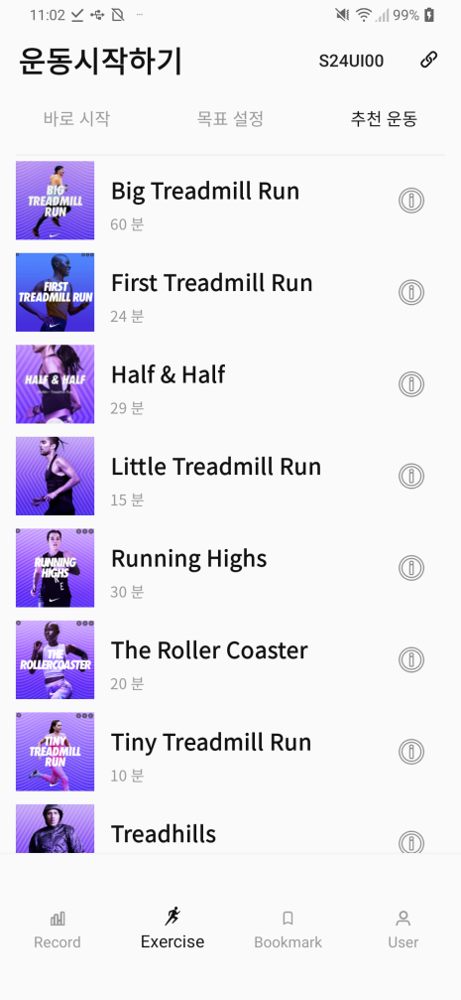 11:02
99%
운동시작하기
S24UI00
바로 시작
목표 설정
추천 운동
BIG
TREADMILL
RUN
Big Treadmill Run
60 분
FIRST
TREADMILL RUN
First Treadmill Run
24 분
HALF & HALF
Half & Half
29 분
Little Treadmill Run
15 분
RUNNING
HIGHS
Running Highs
30 분
THE
ROLLERCOASTER
The Roller Coaster
20 분
TINY
TREADMILL
RUN
Tiny Treadmill Run
10 분
Treadhills
Record
Exercise
Bookmark
User